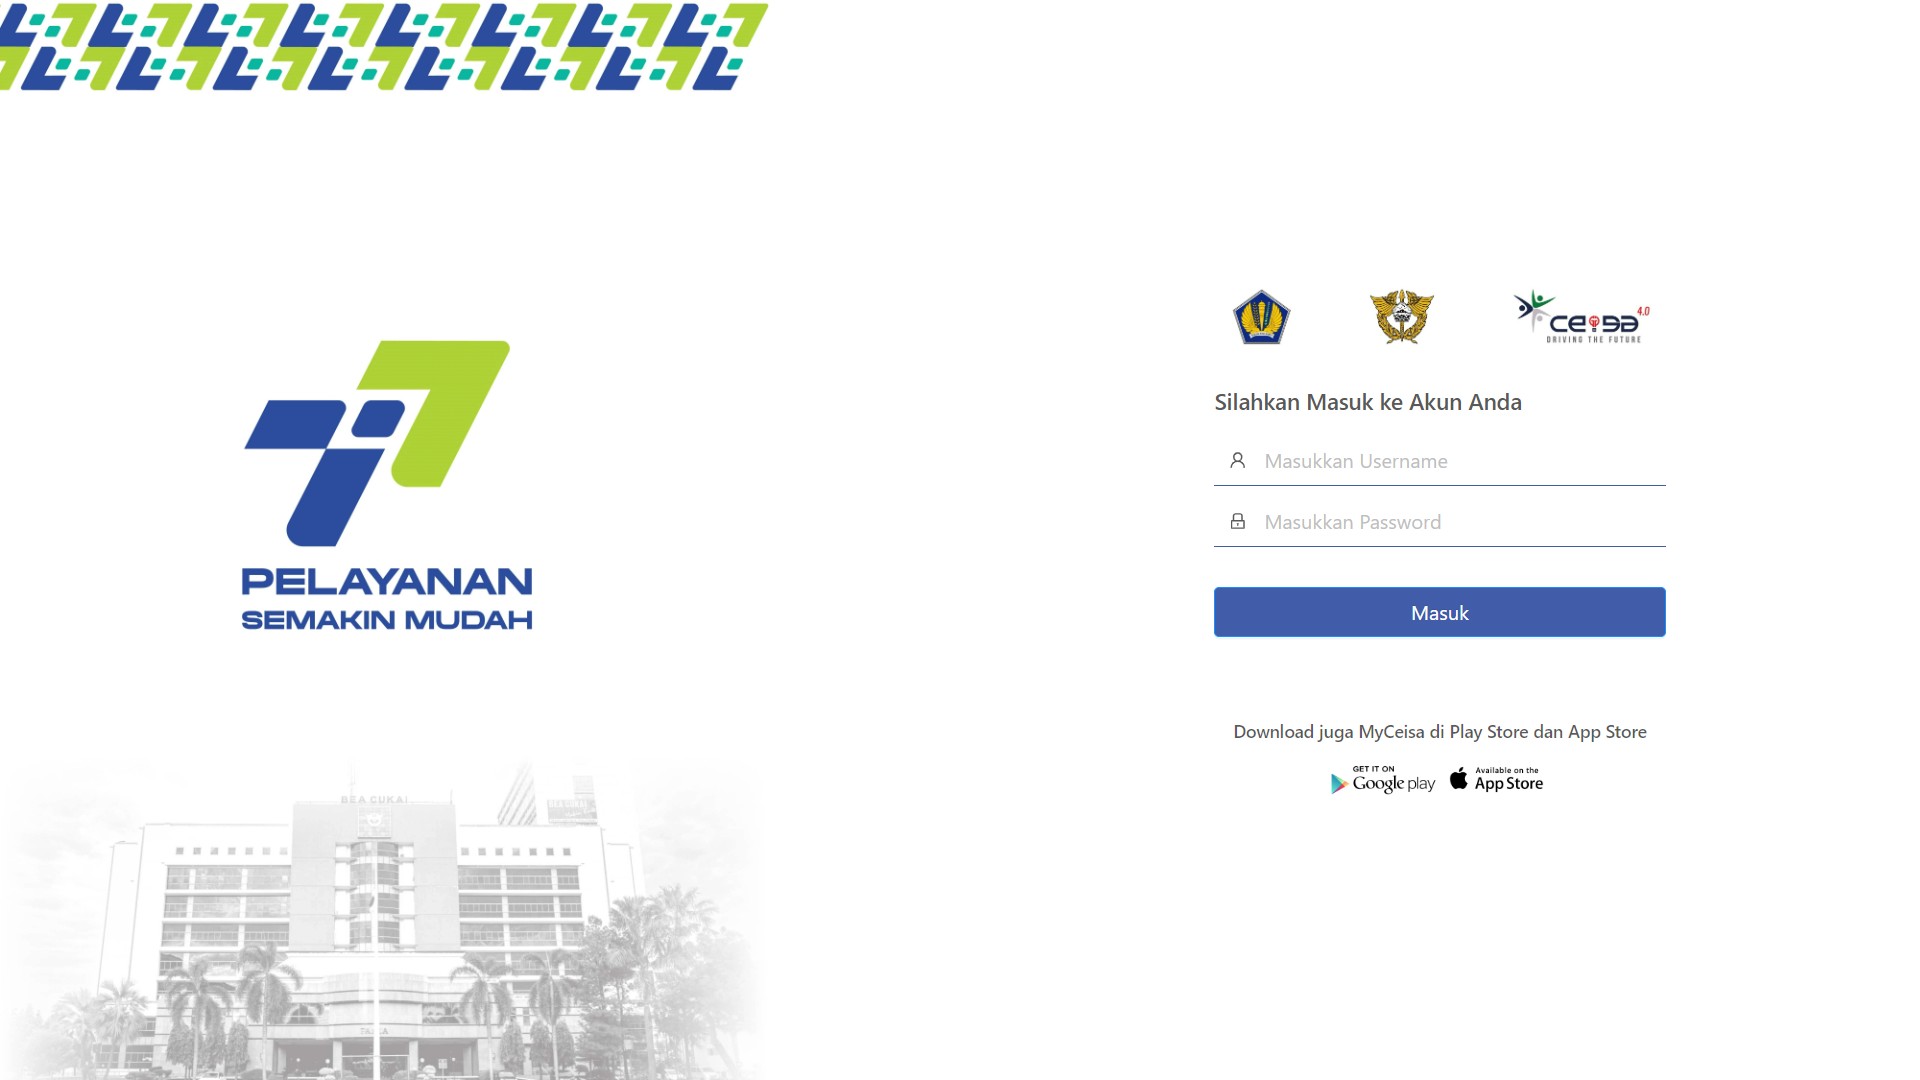 PELAYANAN
SEMAKIN MUDAH
BEA CUKAI
ceisa 4.0
DRIVING THE FUTURE
Silahkan Masuk ke Akun Anda
Masukkan Username
Masukkan Password
Masuk
Download juga MyCeisa di Play Store dan App Store
GET IT ON
Google play
Available on the
App Store